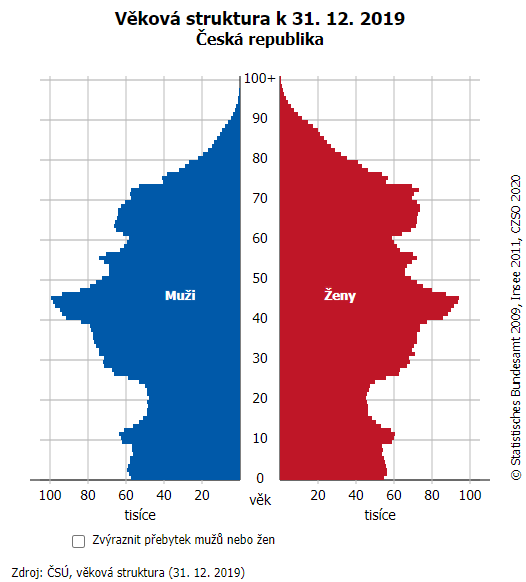 Věková struktura k 31. 12. 2019
Česká republika
100+
90
80
70
60
50
40
30
20
10
0
Muži
Ženy
100 80 60 40 20
věk
20 40 60 80 100
tisíce
tisíce
Zvýraznit přebytek mužů nebo žen
Zdroj: ČSÚ, věková struktura (31. 12. 2019)
© Statistisches Bundesamt 2009, Insee 2011, CZSO 2020